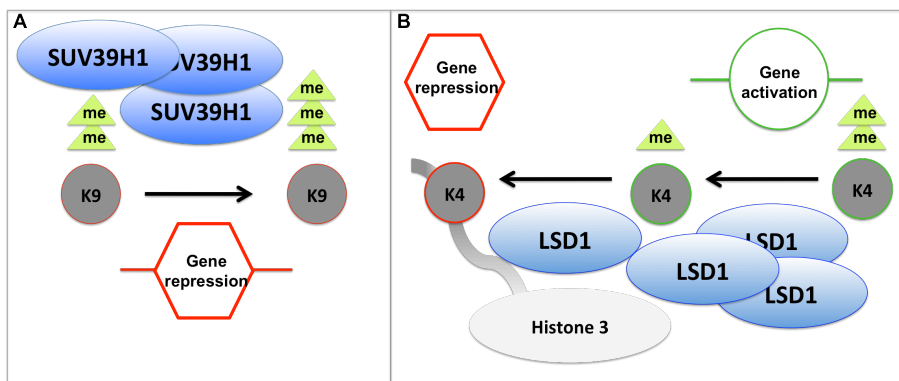 A
SUV39H1
SUV39H1
SUV39H1
me
me
me
me
me
K9
K9
Gene
repression
B
Gene
repression
Gene
activation
me
me
me
K4
K4
K4
LSD1
LSD1
LSD1
LSD1
Histone 3